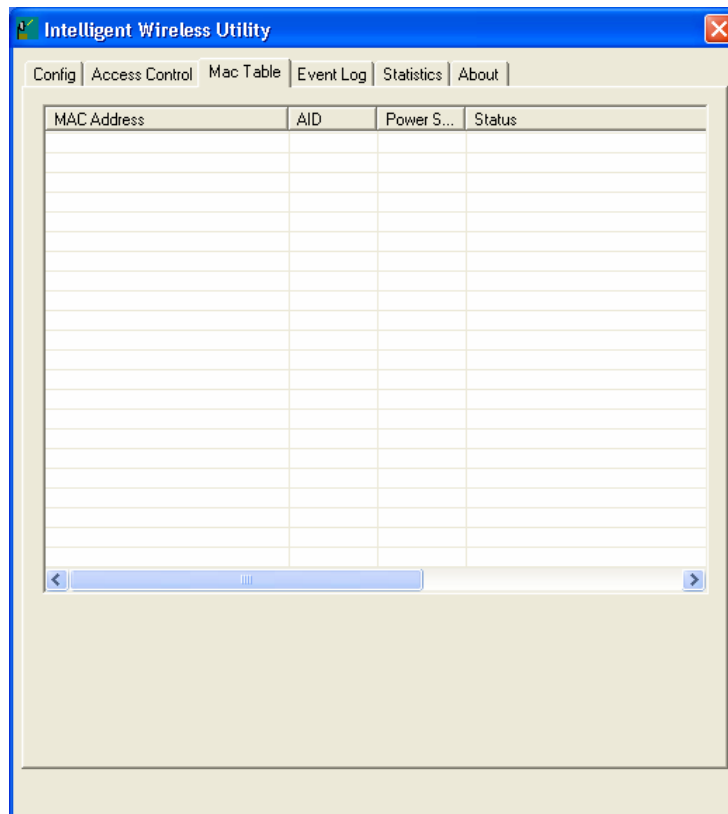 Intelligent Wireless Utility
Config Access Control Mac Table Event Log Statistics About
MAC Address AID Power S... Status